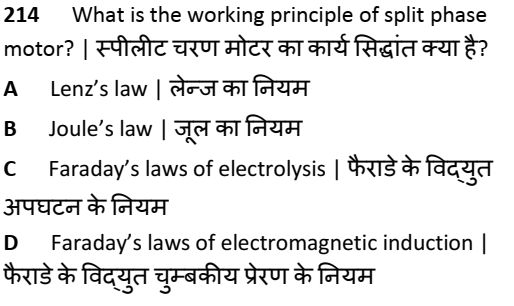 214 What is the working principle of split phase
motor? | स्पीलीट चरण मोटर का कार्य सिद्धांत क्या है?
A Lenz’s law | लेन्ज का नियम
B Joule’s law | जूल का नियम
C Faraday’s laws of electrolysis | फैराडे के विद्युत
अपघटन के नियम
D Faraday’s laws of electromagnetic induction |
फैराडे के विद्युत चुम्बकीय प्रेरण के नियम